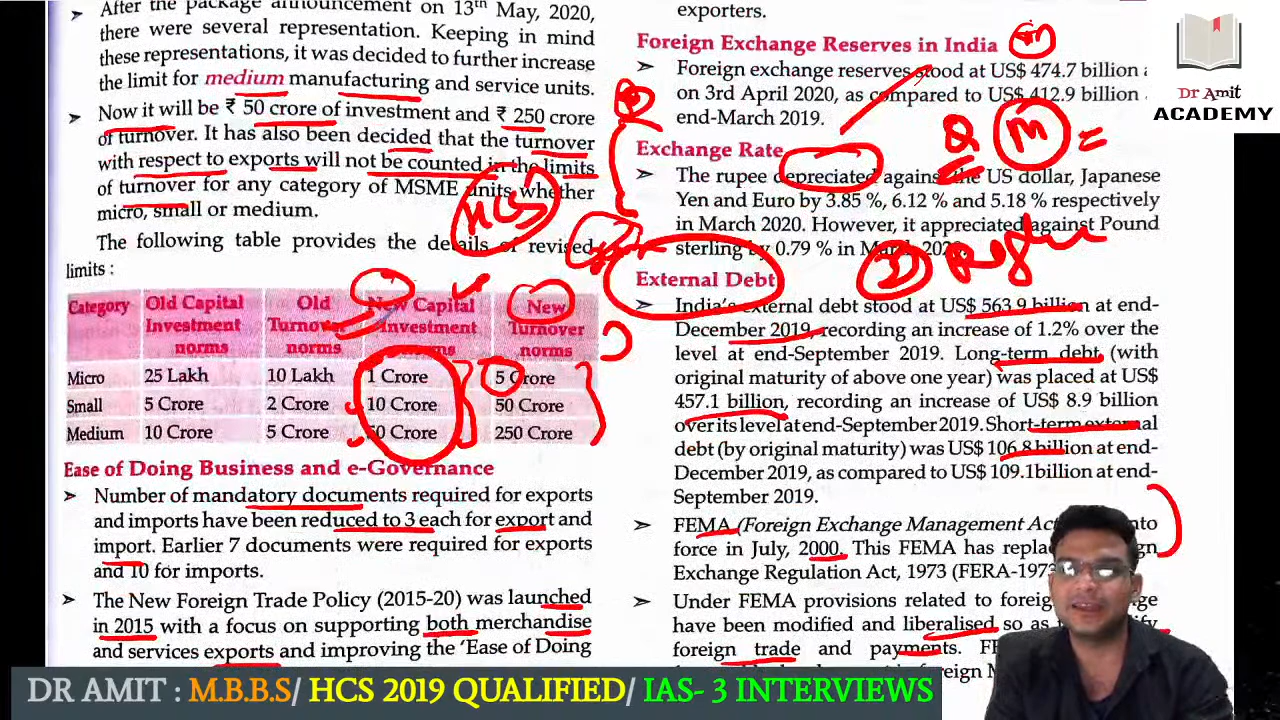 After the package announcement on 13th May, 2020,
there were several representation. Keeping in mind
these representations, it was decided to further increase
the limit for medium manufacturing and service units.
Now it will be ₹ 50 crore of investment and ₹ 250 crore
of turnover. It has also been decided that the turnover
with respect to exports will not be counted in the limits
of turnover for any category of MSME units whether
micro, small or medium.
The following table provides the details of revised
limits :
Category Old Capital Investment norms Old Turnover norms New Capital Investment norms New Turnover norms
Micro 25 Lakh 10 Lakh 1 Crore 5 Crore
Small 5 Crore 2 Crore 10 Crore 50 Crore
Medium 10 Crore 5 Crore 50 Crore 250 Crore
Ease of Doing Business and e-Governance
Number of mandatory documents required for exports
and imports have been reduced to 3 each for export and
import. Earlier 7 documents were required for exports
and 10 for imports.
The New Foreign Trade Policy (2015-20) was launched
in 2015 with a focus on supporting both merchandise
and services exports and improving the 'Ease of Doing
exporters.
Foreign Exchange Reserves in India
Foreign exchange reserves stood at US$ 474.7 billion
on 3rd April 2020, as compared to US$ 412.9 billion
end-March 2019.
Exchange Rate
The rupee depreciated against the US dollar, Japanese
Yen and Euro by 3.85 %, 6.12 % and 5.18 % respectively
in March 2020. However, it appreciated against Pound
sterling by 0.79 % in March 2020.
External Debt
India's external debt stood at US$ 563.9 billion at end-
December 2019, recording an increase of 1.2% over the
level at end-September 2019. Long-term debt, (with
original maturity of above one year) was placed at US$
457.1 billion, recording an increase of US$ 8.9 billion
over its level at end-September 2019. Short-term external
debt (by original maturity) was US$ 106.8 billion at end-
December 2019, as compared to US$ 109.1billion at end-
September 2019.
FEMA (Foreign Exchange Management Act into
force in July, 2000. This FEMA has
Exchange Regulation Act, 1973 (FERA-1973
Under FEMA provisions related to
have been modified and liberalised so as
foreign trade and payments.
HCS
Q M =
Dr Amit
ACADEMY
DR AMIT : M.B.B.S/ HCS 2019 QUALIFIED/ IAS- 3 INTERVIEWS